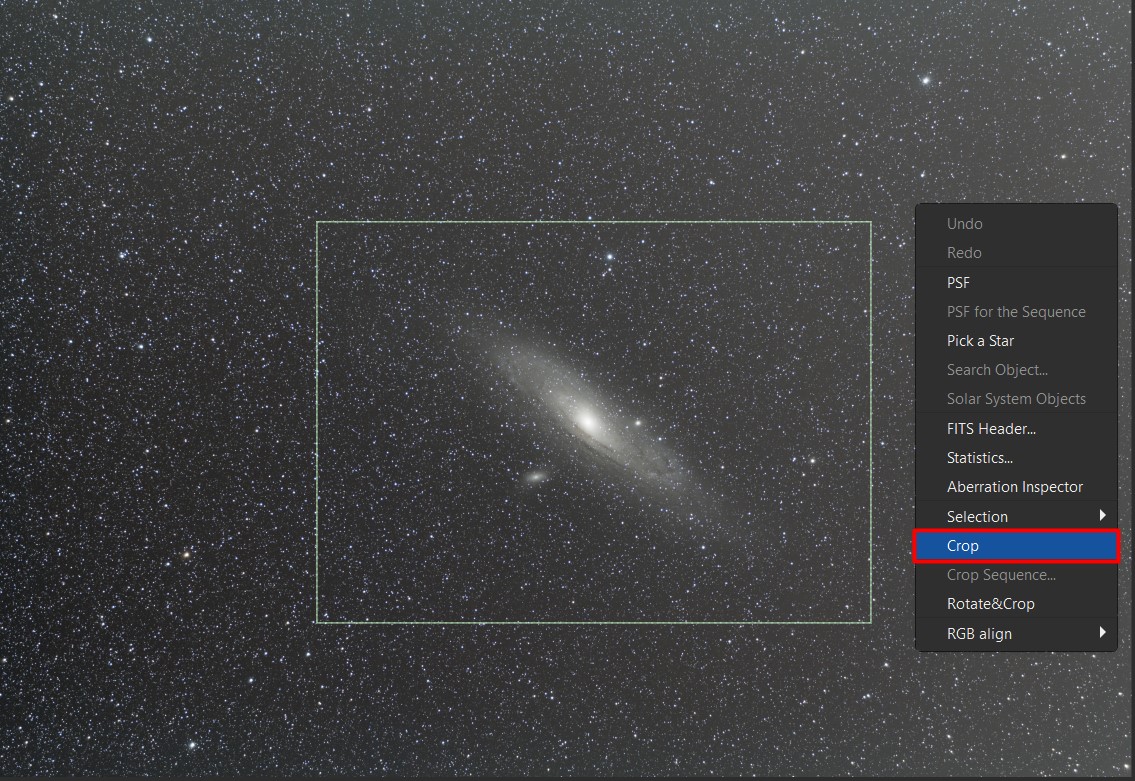 Undo
Redo
PSF
PSF for the Sequence
Pick a Star
Search Object...
Solar System Objects
FITS Header...
Statistics...
Aberration Inspector
Selection
Crop
Crop Sequence...
Rotate&Crop
RGB align